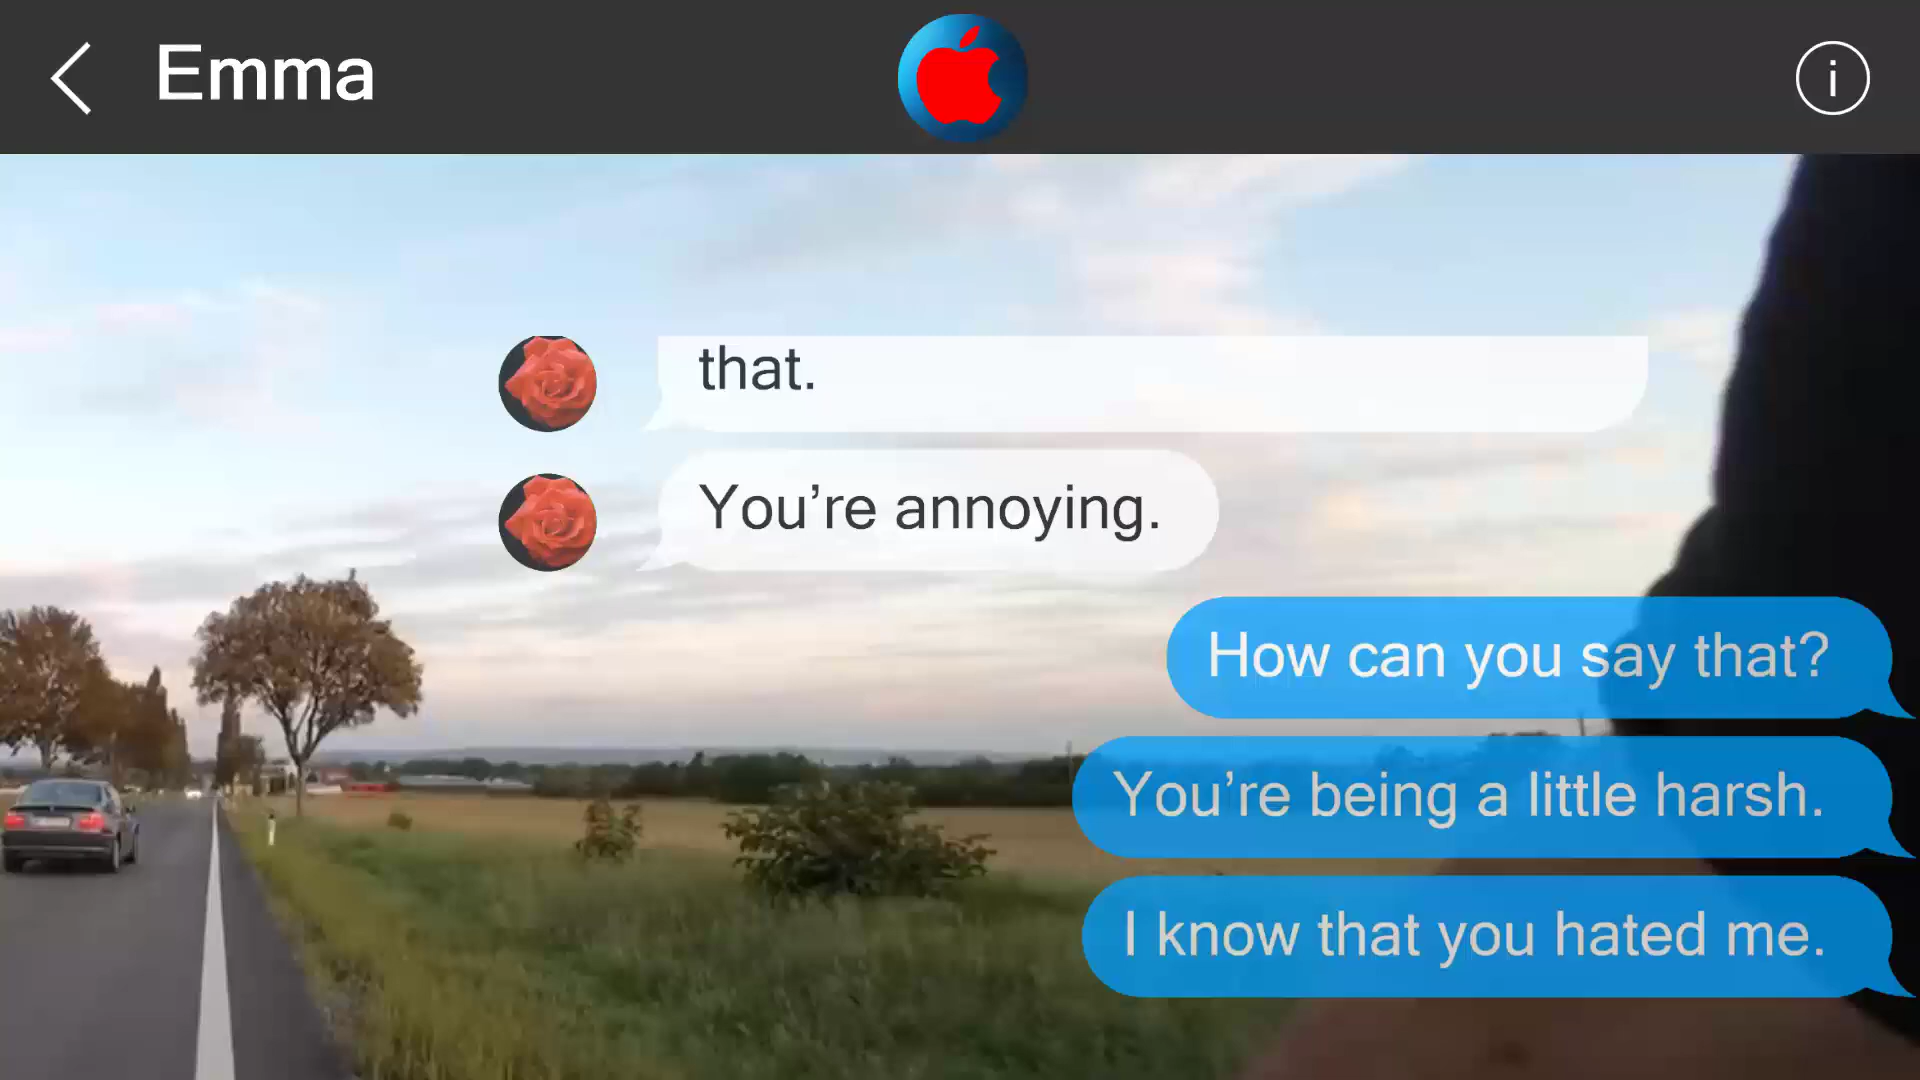 Emma
i
that.
You’re annoying.
How can you say that?
You’re being a little harsh.
I know that you hated me.